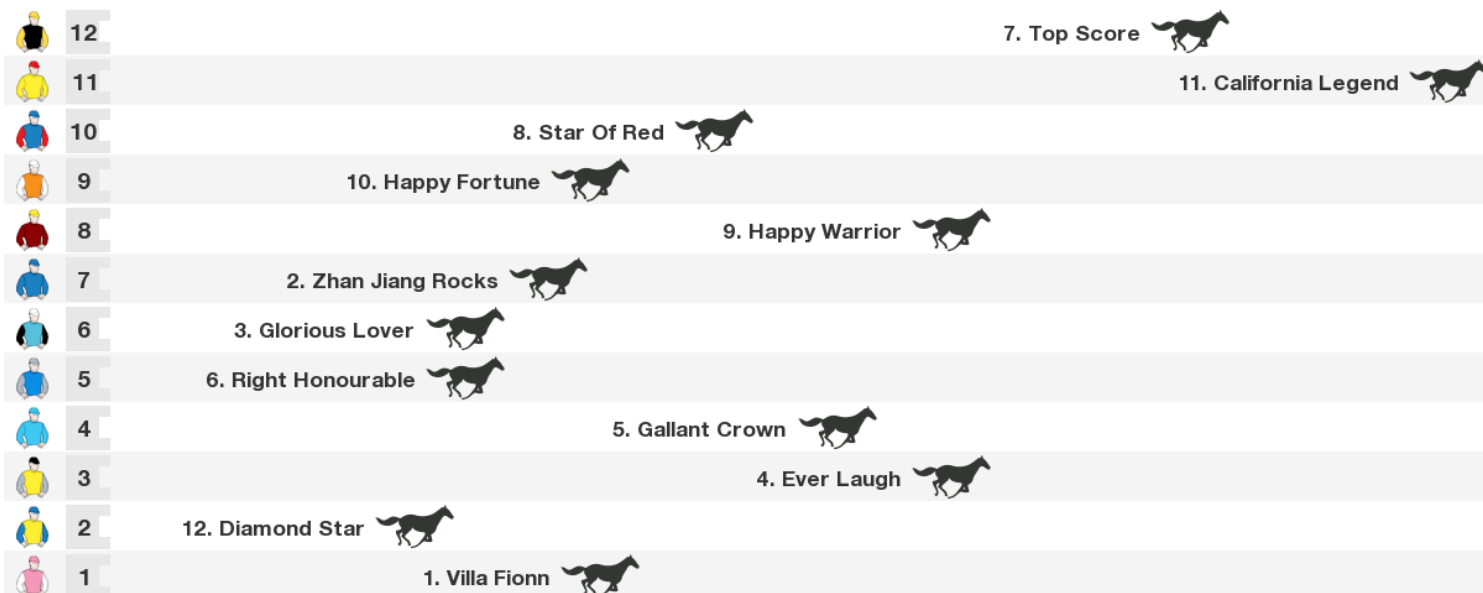 12 7. Top Score
11 11. California Legend
10 8. Star Of Red
9 10. Happy Fortune
8 9. Happy Warrior
7 2. Zhan Jiang Rocks
6 3. Glorious Lover
5 6. Right Honourable
4 5. Gallant Crown
3 4. Ever Laugh
2 12. Diamond Star
1 1. Villa Fionn